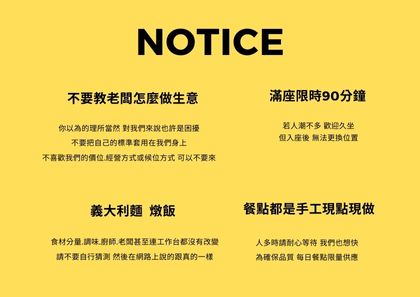 NOTICE
不要教老闆怎麼做生意
你以為的理所當然 對我們來說也許是困擾
不要把自己的標準套用在我們身上
不喜歡我們的價位.經營方式或候位方式 可以不要來
滿座限時90分鐘
若人潮不多 歡迎久坐
但入座後 無法更換位置
義大利麵 燉飯
食材分量.調味.廚師.老闆甚至連工作台都沒有改變
請不要自行猜測 然後在網路上說的跟真的一樣
餐點都是手工現點現做
人多時請耐心等待 我們也想快
為確保品質 每日餐點限量供應